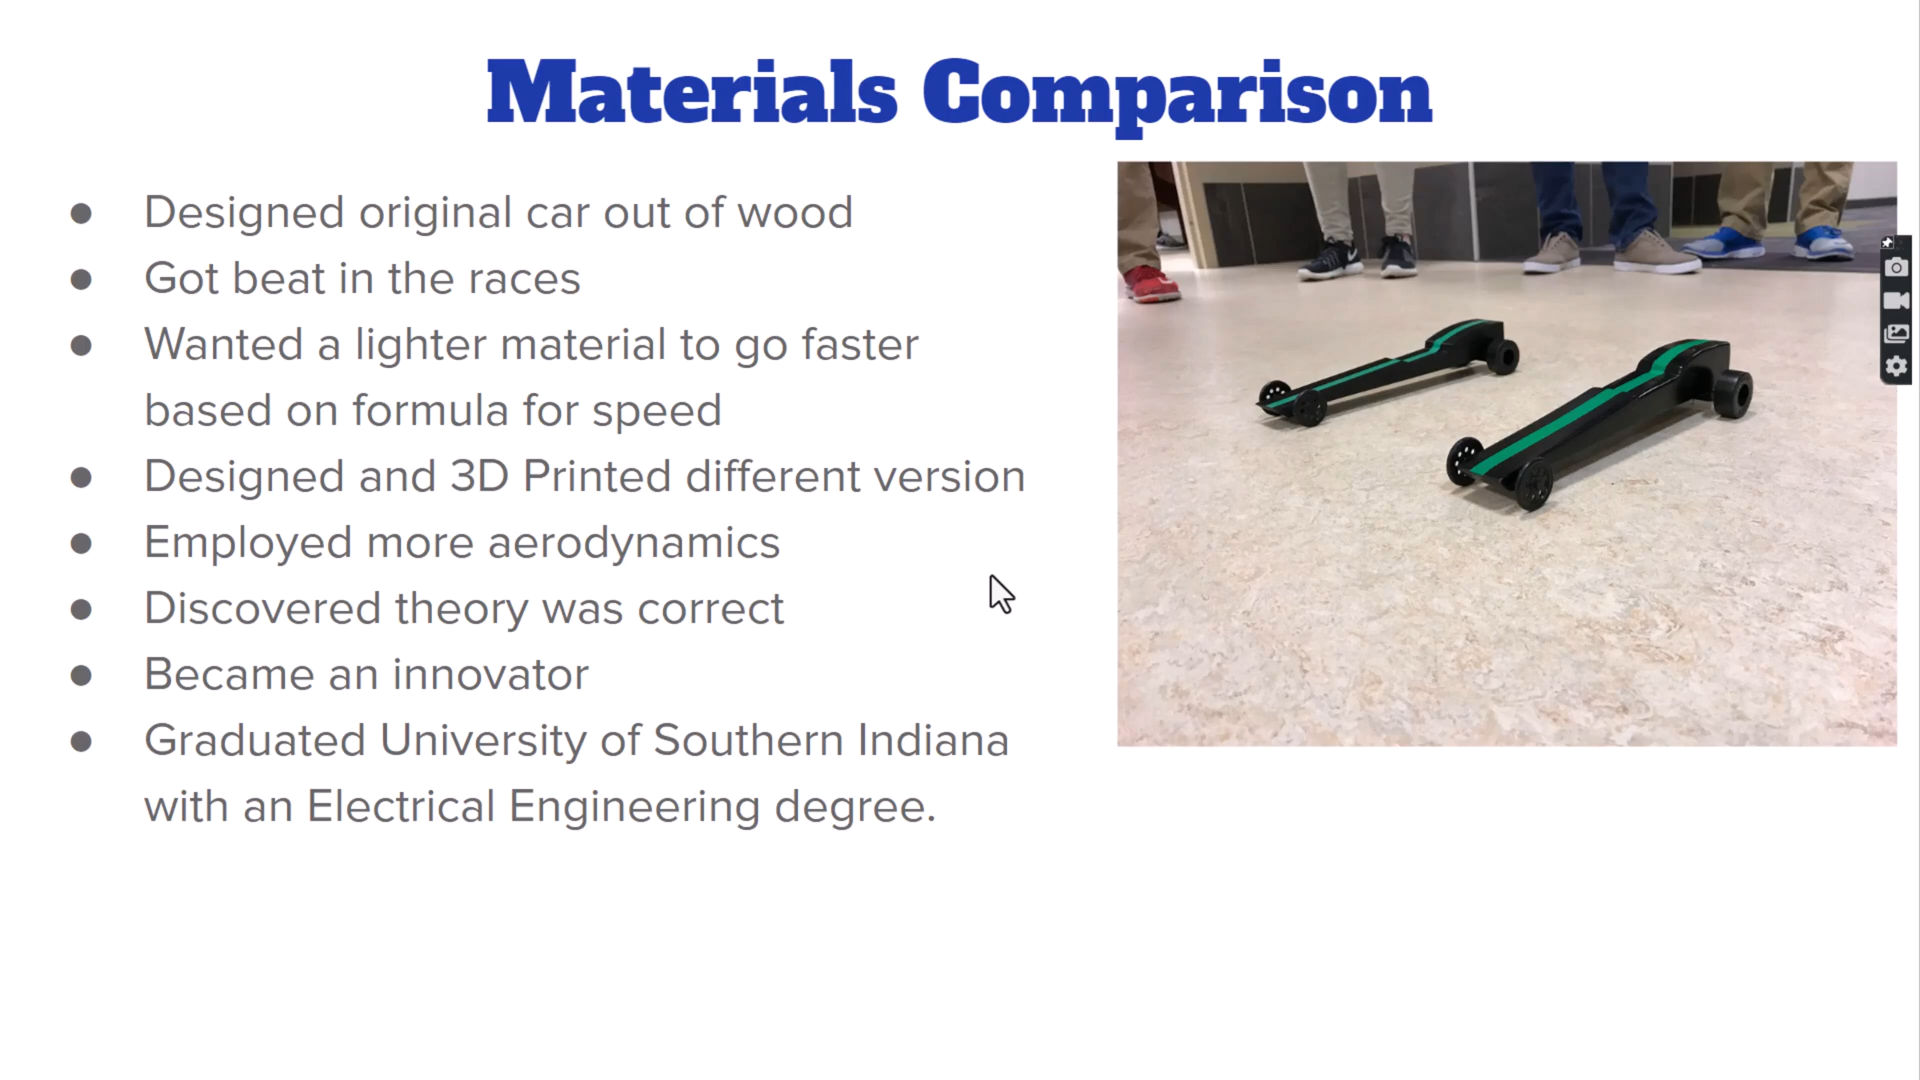 Materials Comparison
Designed original car out of wood
Got beat in the races
Wanted a lighter material to go faster
based on formula for speed
Designed and 3D Printed different version
Employed more aerodynamics
Discovered theory was correct
Became an innovator
Graduated University of Southern Indiana
with an Electrical Engineering degree.